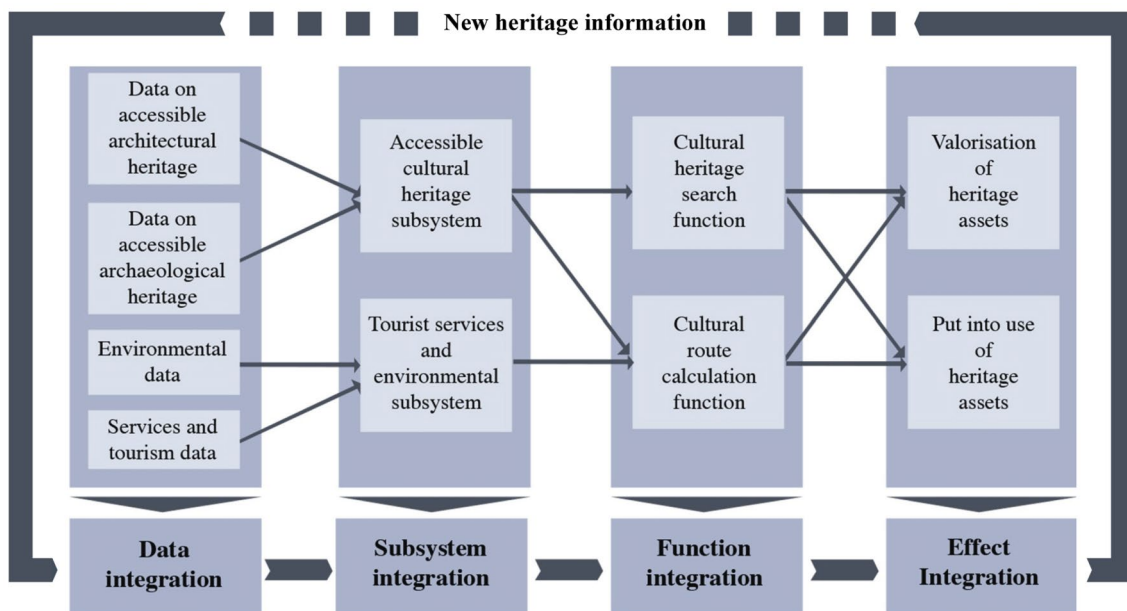 New heritage information
Data on
accessible
architectural
heritage
Data on
accessible
archaeological
heritage
Environmental
data
Services and
tourism data
Accessible
cultural
heritage
subsystem
Tourist services
and
environmental
subsystem
Cultural
heritage
search
function
Cultural
route
calculation
function
Valorisation
of
heritage
assets
Put into use
of
heritage
assets
Data
integration
Subsystem
integration
Function
integration
Effect
Integration